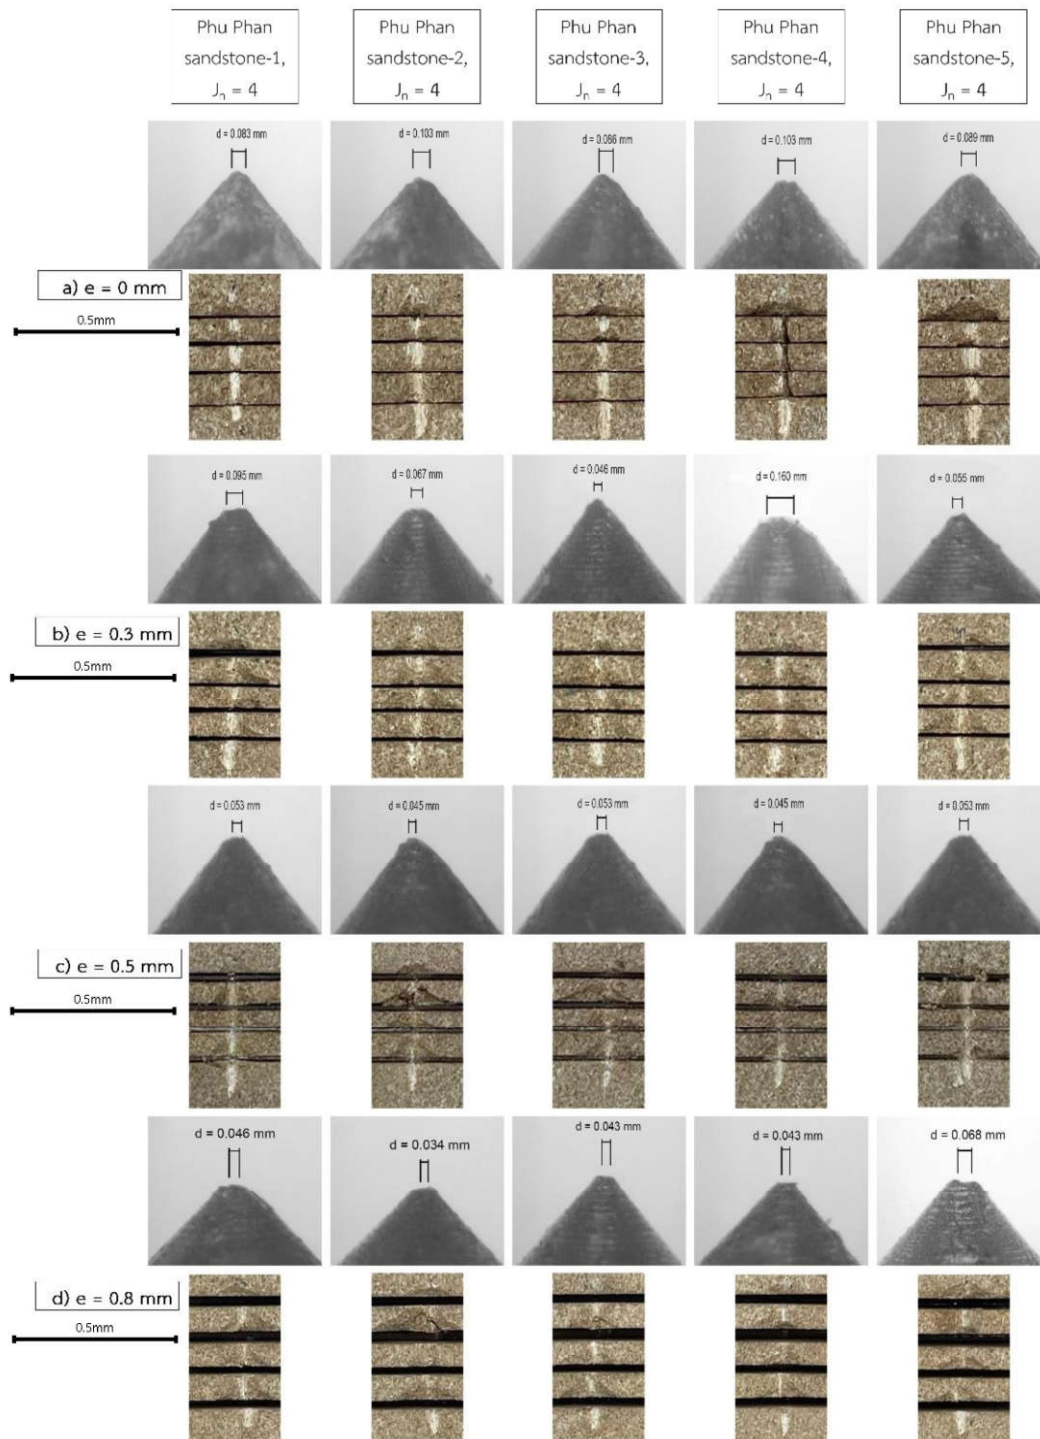 Phu Phan
sandstone-1,
Jn = 4
Phu Phan
sandstone-2,
Jn = 4
Phu Phan
sandstone-3,
Jn = 4
Phu Phan
sandstone-4,
Jn = 4
Phu Phan
sandstone-5,
Jn = 4
d = 0.083 mm
d = 0.103 mm
d = 0.086 mm
d = 0.103 mm
d = 0.089 mm
a) e = 0 mm
0.5mm
d = 0.095 mm
d = 0.067 mm
d = 0.046 mm
d = 0.160 mm
d = 0.055 mm
b) e = 0.3 mm
0.5mm
d = 0.053 mm
d = 0.045 mm
d = 0.053 mm
d = 0.045 mm
d = 0.053 mm
c) e = 0.5 mm
0.5mm
d = 0.046 mm
d = 0.034 mm
d = 0.043 mm
d = 0.043 mm
d = 0.068 mm
d) e = 0.8 mm
0.5mm